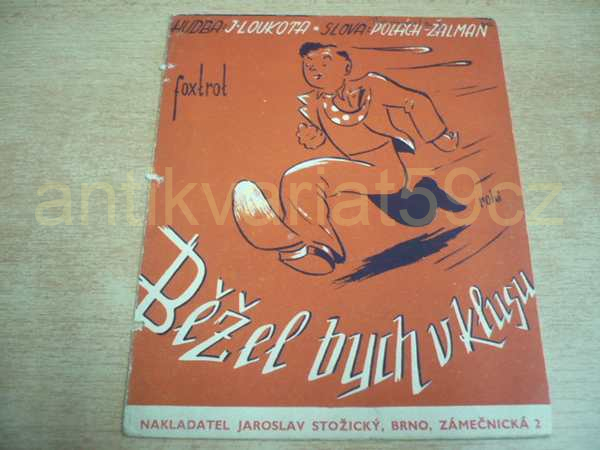 HUDBA: J·LOUKOTA • SLOVA: POLÁCH-ŽALMAN
foxtrot
antikvariat59cz
Běžel bych v klusu
NAKLADATEL JAROSLAV STOŽICKÝ, BRNO, ZÁMEČNICKÁ 2